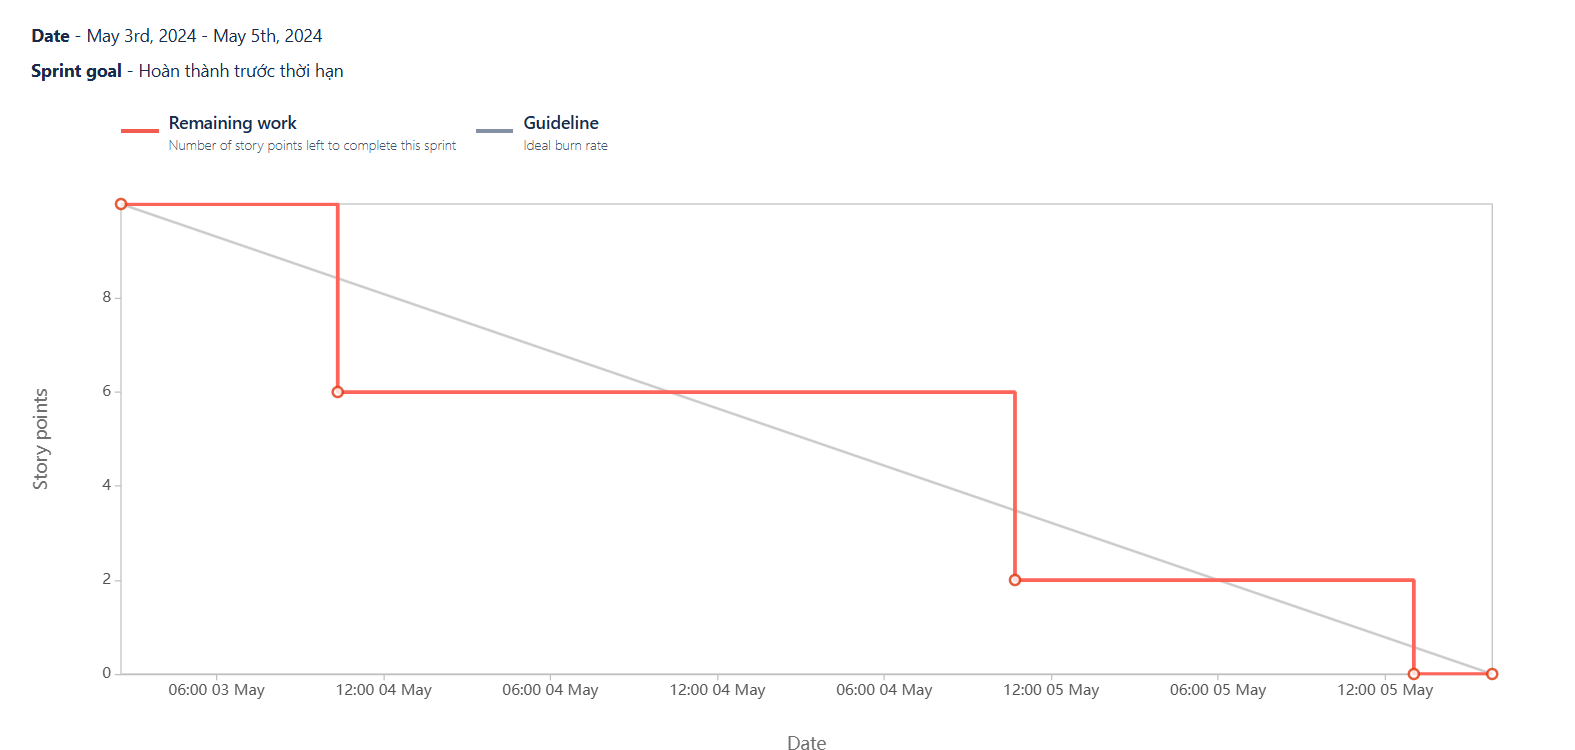 Date - May 3rd, 2024 - May 5th, 2024
Sprint goal - Hoàn thành trước thời hạn
Remaining work
Number of story points left to complete this sprint
Guideline
Ideal burn rate
Story points
8
6
4
2
0
06:00 03 May
12:00 04 May
06:00 04 May
12:00 04 May
06:00 04 May
12:00 05 May
06:00 05 May
12:00 05 May
Date